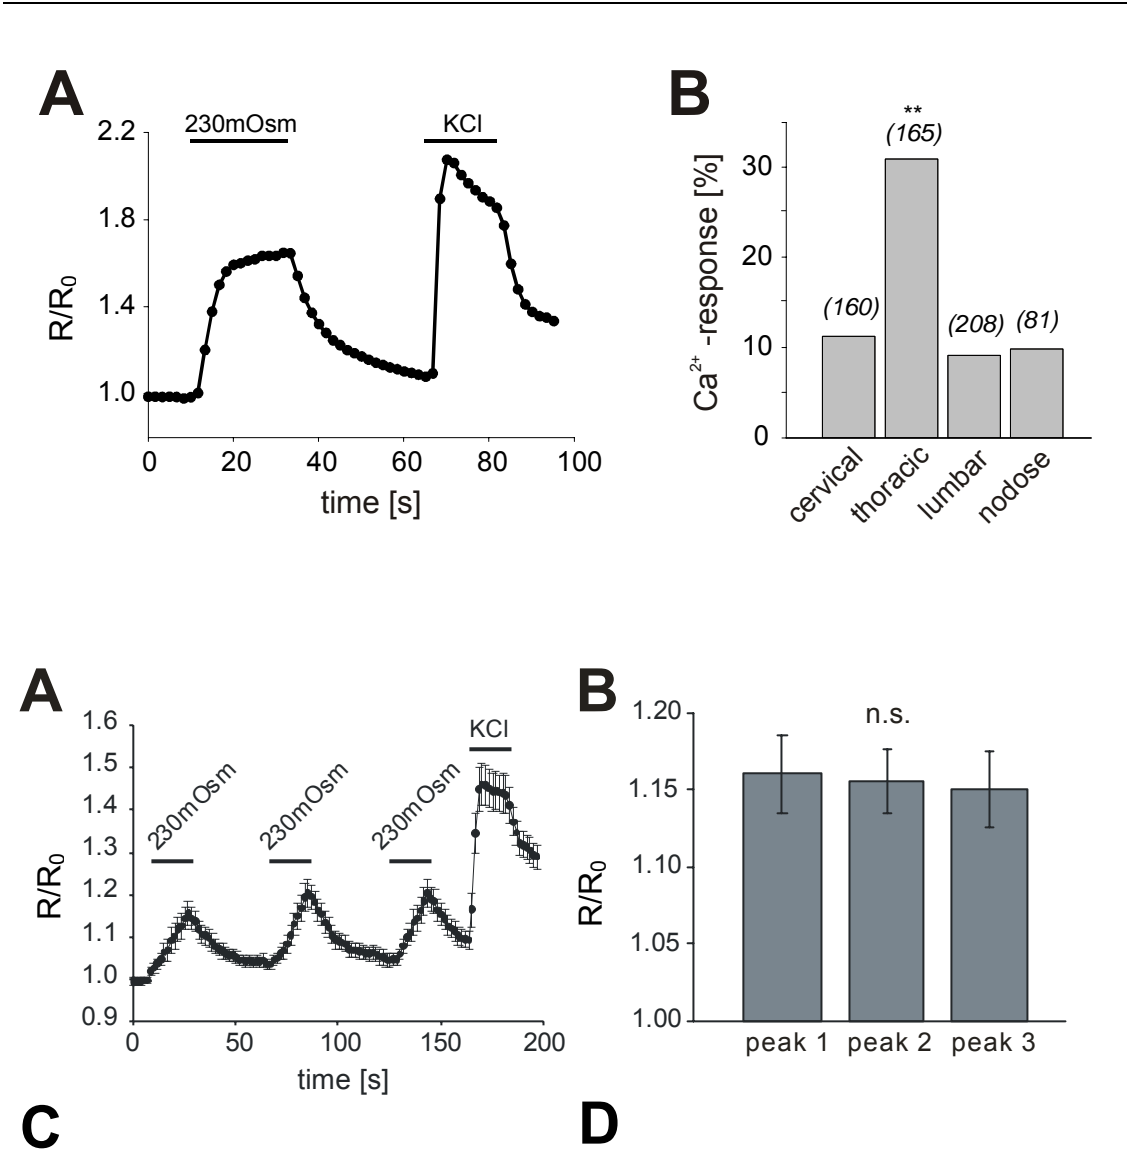 A
230mOsm
KCl
2.2
1.8
1.4
1.0
R/R0
0 20 40 60 80 100
time [s]
B
**
(165)
(160)
(208)
(81)
30
20
10
0
Ca2+ -response [%]
cervical
thoracic
lumbar
nodose
A
1.6
1.5
1.4
1.3
1.2
1.1
1.0
0.9
R/R0
230mOsm
230mOsm
230mOsm
KCl
0 50 100 150 200
time [s]
B
n.s.
1.20
1.15
1.10
1.05
1.00
R/R0
peak 1 peak 2 peak 3
C
D